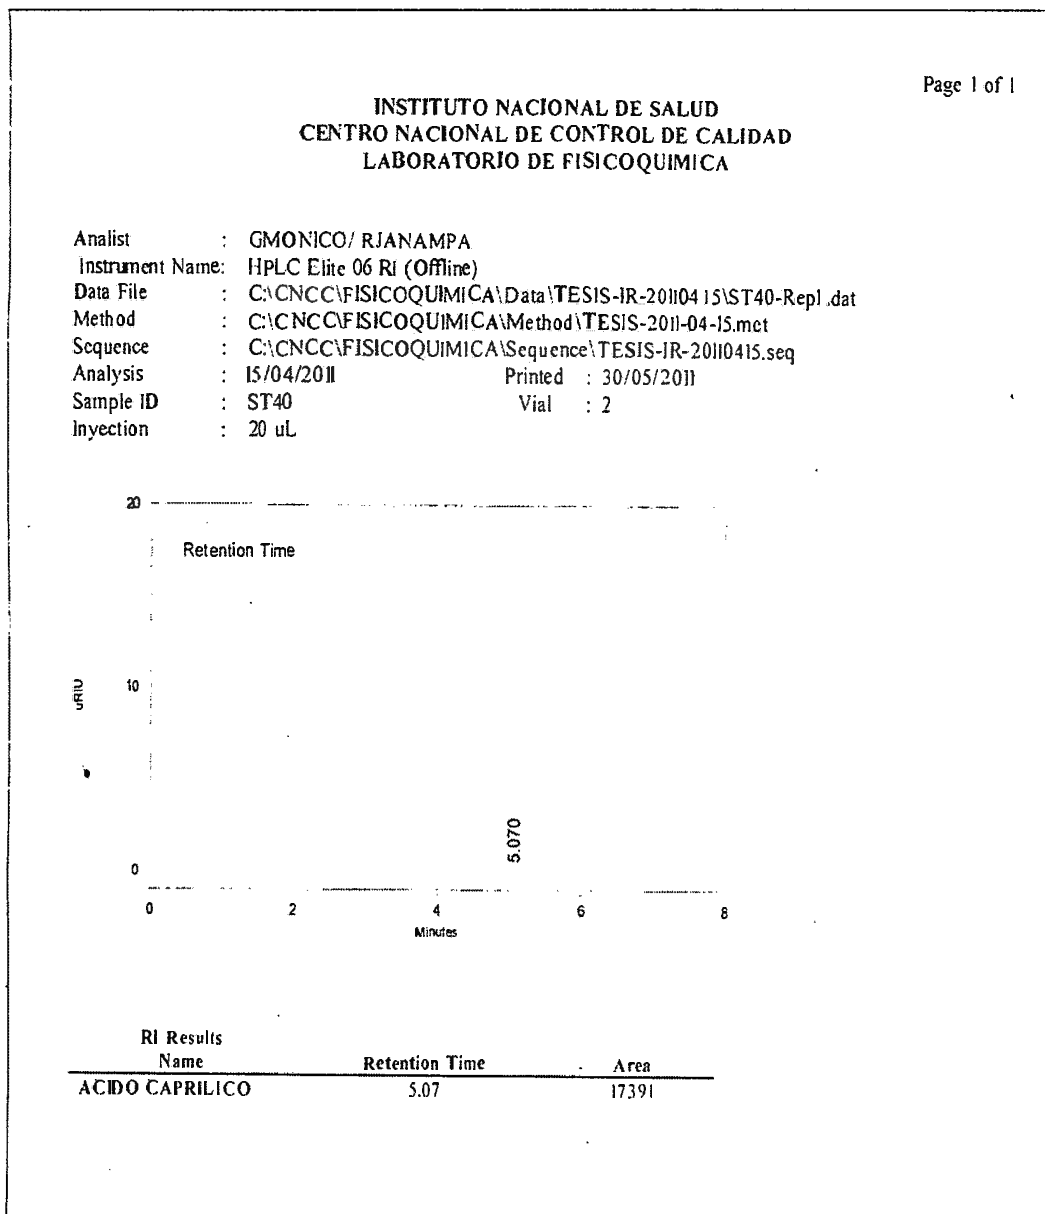 Page 1 of 1
INSTITUTO NACIONAL DE SALUD
CENTRO NACIONAL DE CONTROL DE CALIDAD
LABORATORIO DE FISICOQUIMICA
Analist : GMONICO/ RJANAMPA
Instrument Name: HPLC Elite 06 RI (Offline)
Data File : C:\CNCC\FISICOQUIMICA\Data\TESIS-IR-20110415\ST40-Rep1.dat
Method : C:\CNCC\FISICOQUIMICA\Method\TESIS-2011-04-15.met
Sequence : C:\CNCC\FISICOQUIMICA\Sequence\TESIS-IR-20110415.seq
Analysis : 15/04/2011 Printed : 30/05/2011
Sample ID : ST40 Vial : 2
Inyection : 20 uL
20
Retention Time
uRIU
10
5.070
0
0 2 4 6 8
Minutes
RI Results
Name Retention Time Area
ACIDO CAPRILICO 5.07 17391